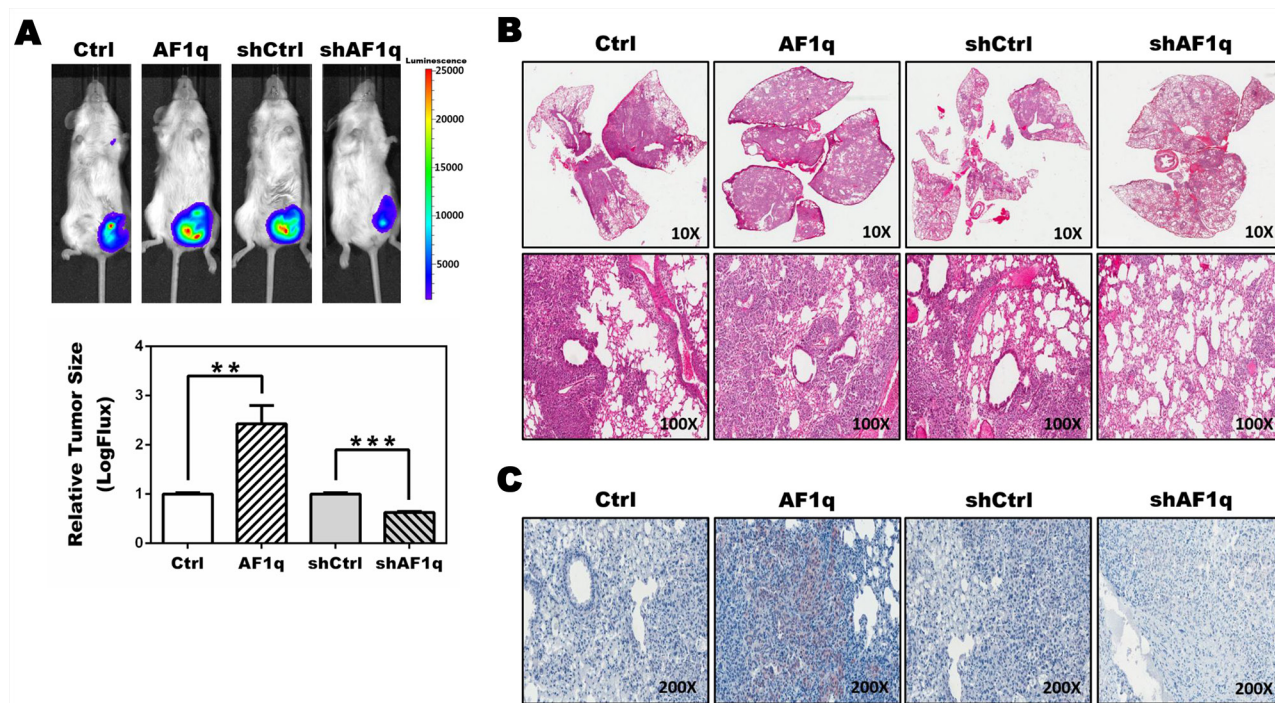 A
Ctrl AF1q shCtrl shAF1q
Luminescence
25000
20000
15000
10000
5000
Relative Tumor Size
(LogFlux)
4
3
2
1
0
**
***
Ctrl AF1q shCtrl shAF1q
B
Ctrl AF1q shCtrl shAF1q
10X 10X 10X 10X
100X 100X 100X 100X
C
Ctrl AF1q shCtrl shAF1q
200X 200X 200X 200X